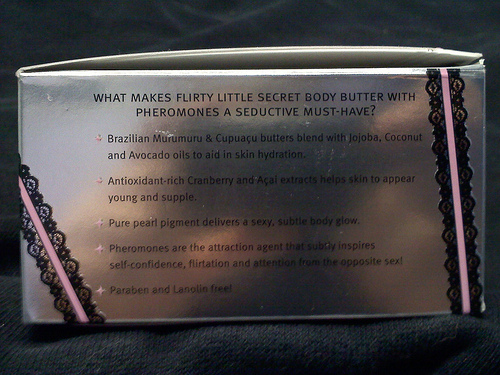 WHAT MAKES FLIRTY LITTLE SECRET BODY BUTTER WITH
PHEROMONES A SEDUCTIVE MUST-HAVE?
Brazilian Murumuru & Cupuaçu butters blend with Jojoba, Coconut
and Avocado oils to aid in skin hydration.
Antioxidant-rich Cranberry and Açai extracts helps skin to appear
young and supple.
Pure pearl pigment delivers a sexy, subtle body glow.
Pheromones are the attraction agent that subtly inspires
self-confidence, flirtation and attention from the opposite sex!
Paraben and Lanolin free!